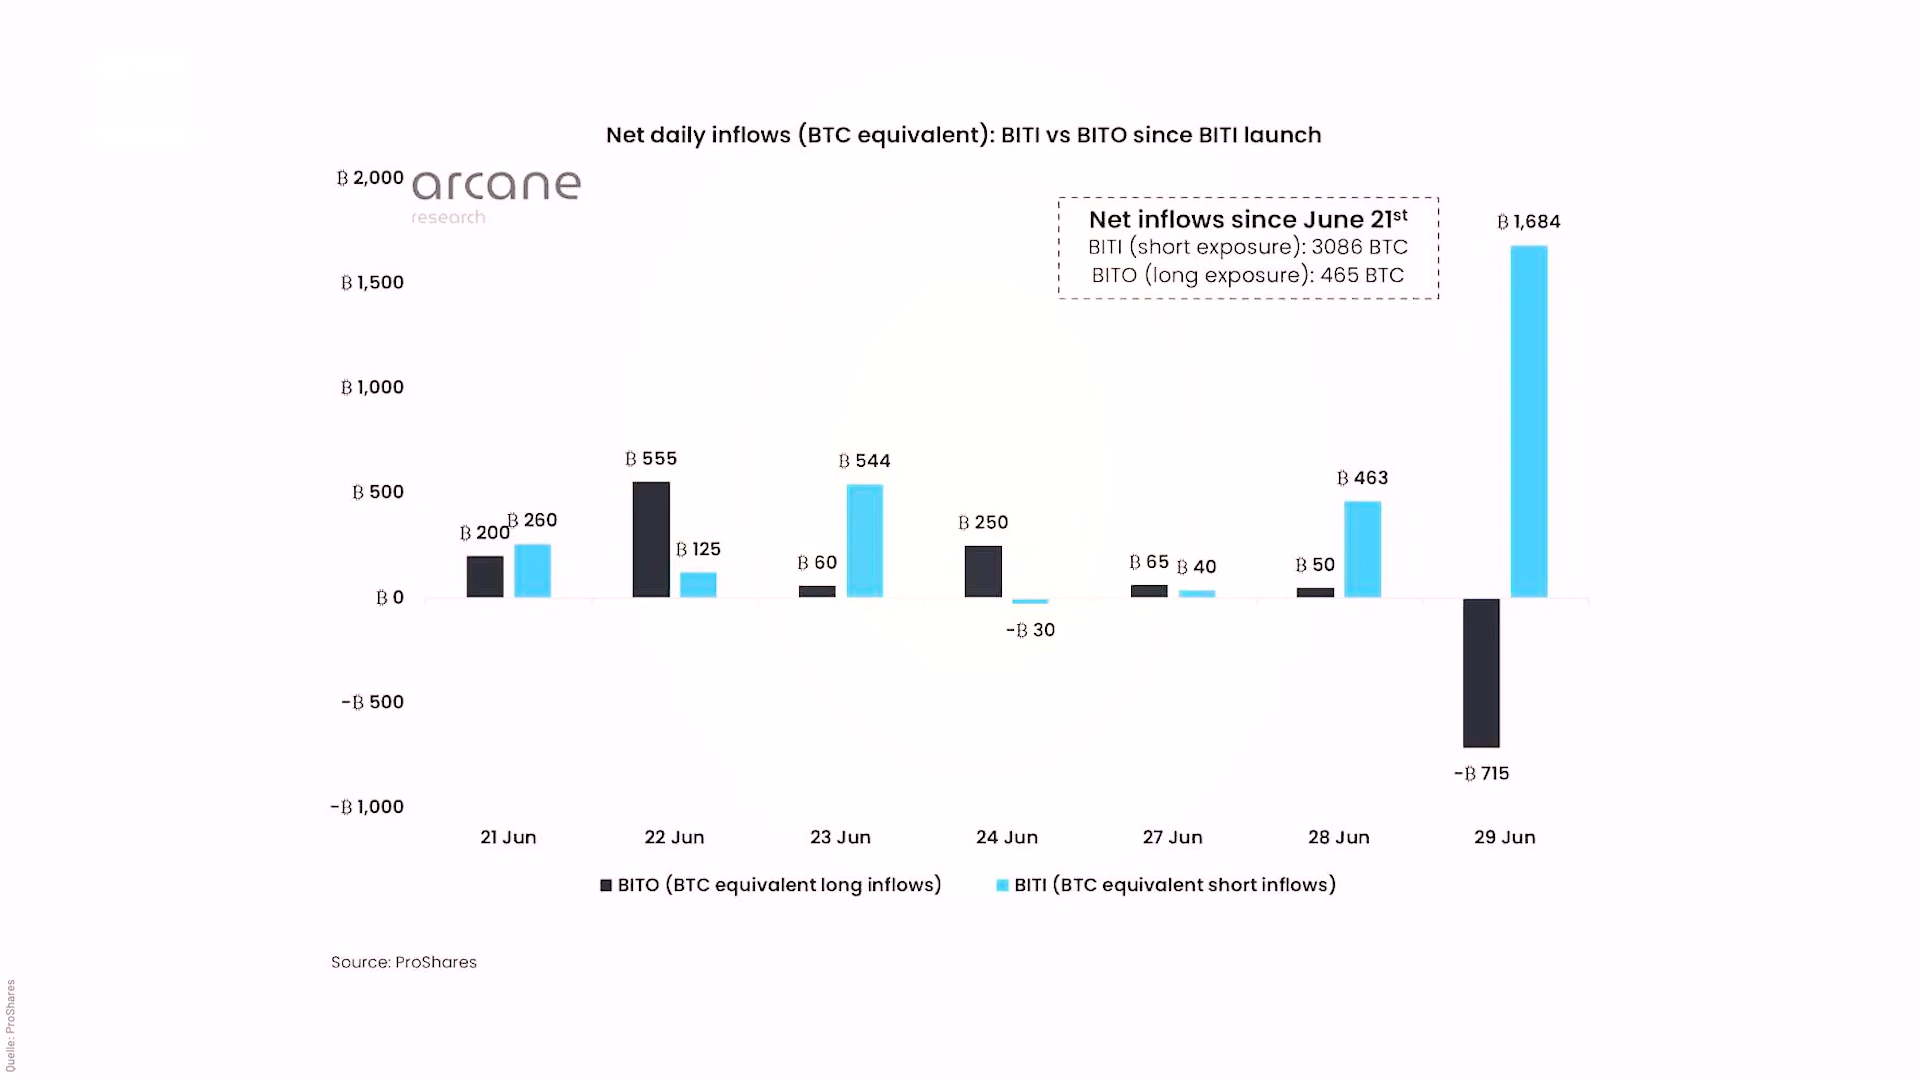 Net daily inflows (BTC equivalent): BITI vs BITO since BITI launch
arcane
research
₿ 2,000
₿ 1,500
₿ 1,000
₿ 500
₿ 0
-₿ 500
-₿ 1,000
Net inflows since June 21st
BITI (short exposure): 3086 BTC
BITO (long exposure): 465 BTC
₿ 200
₿ 260
₿ 555
₿ 125
₿ 60
₿ 544
₿ 250
-₿ 30
₿ 65
₿ 40
₿ 50
₿ 463
-₿ 715
₿ 1,684
21 Jun
22 Jun
23 Jun
24 Jun
27 Jun
28 Jun
29 Jun
BITO (BTC equivalent long inflows)
BITI (BTC equivalent short inflows)
Source: ProShares
Quelle: ProShares